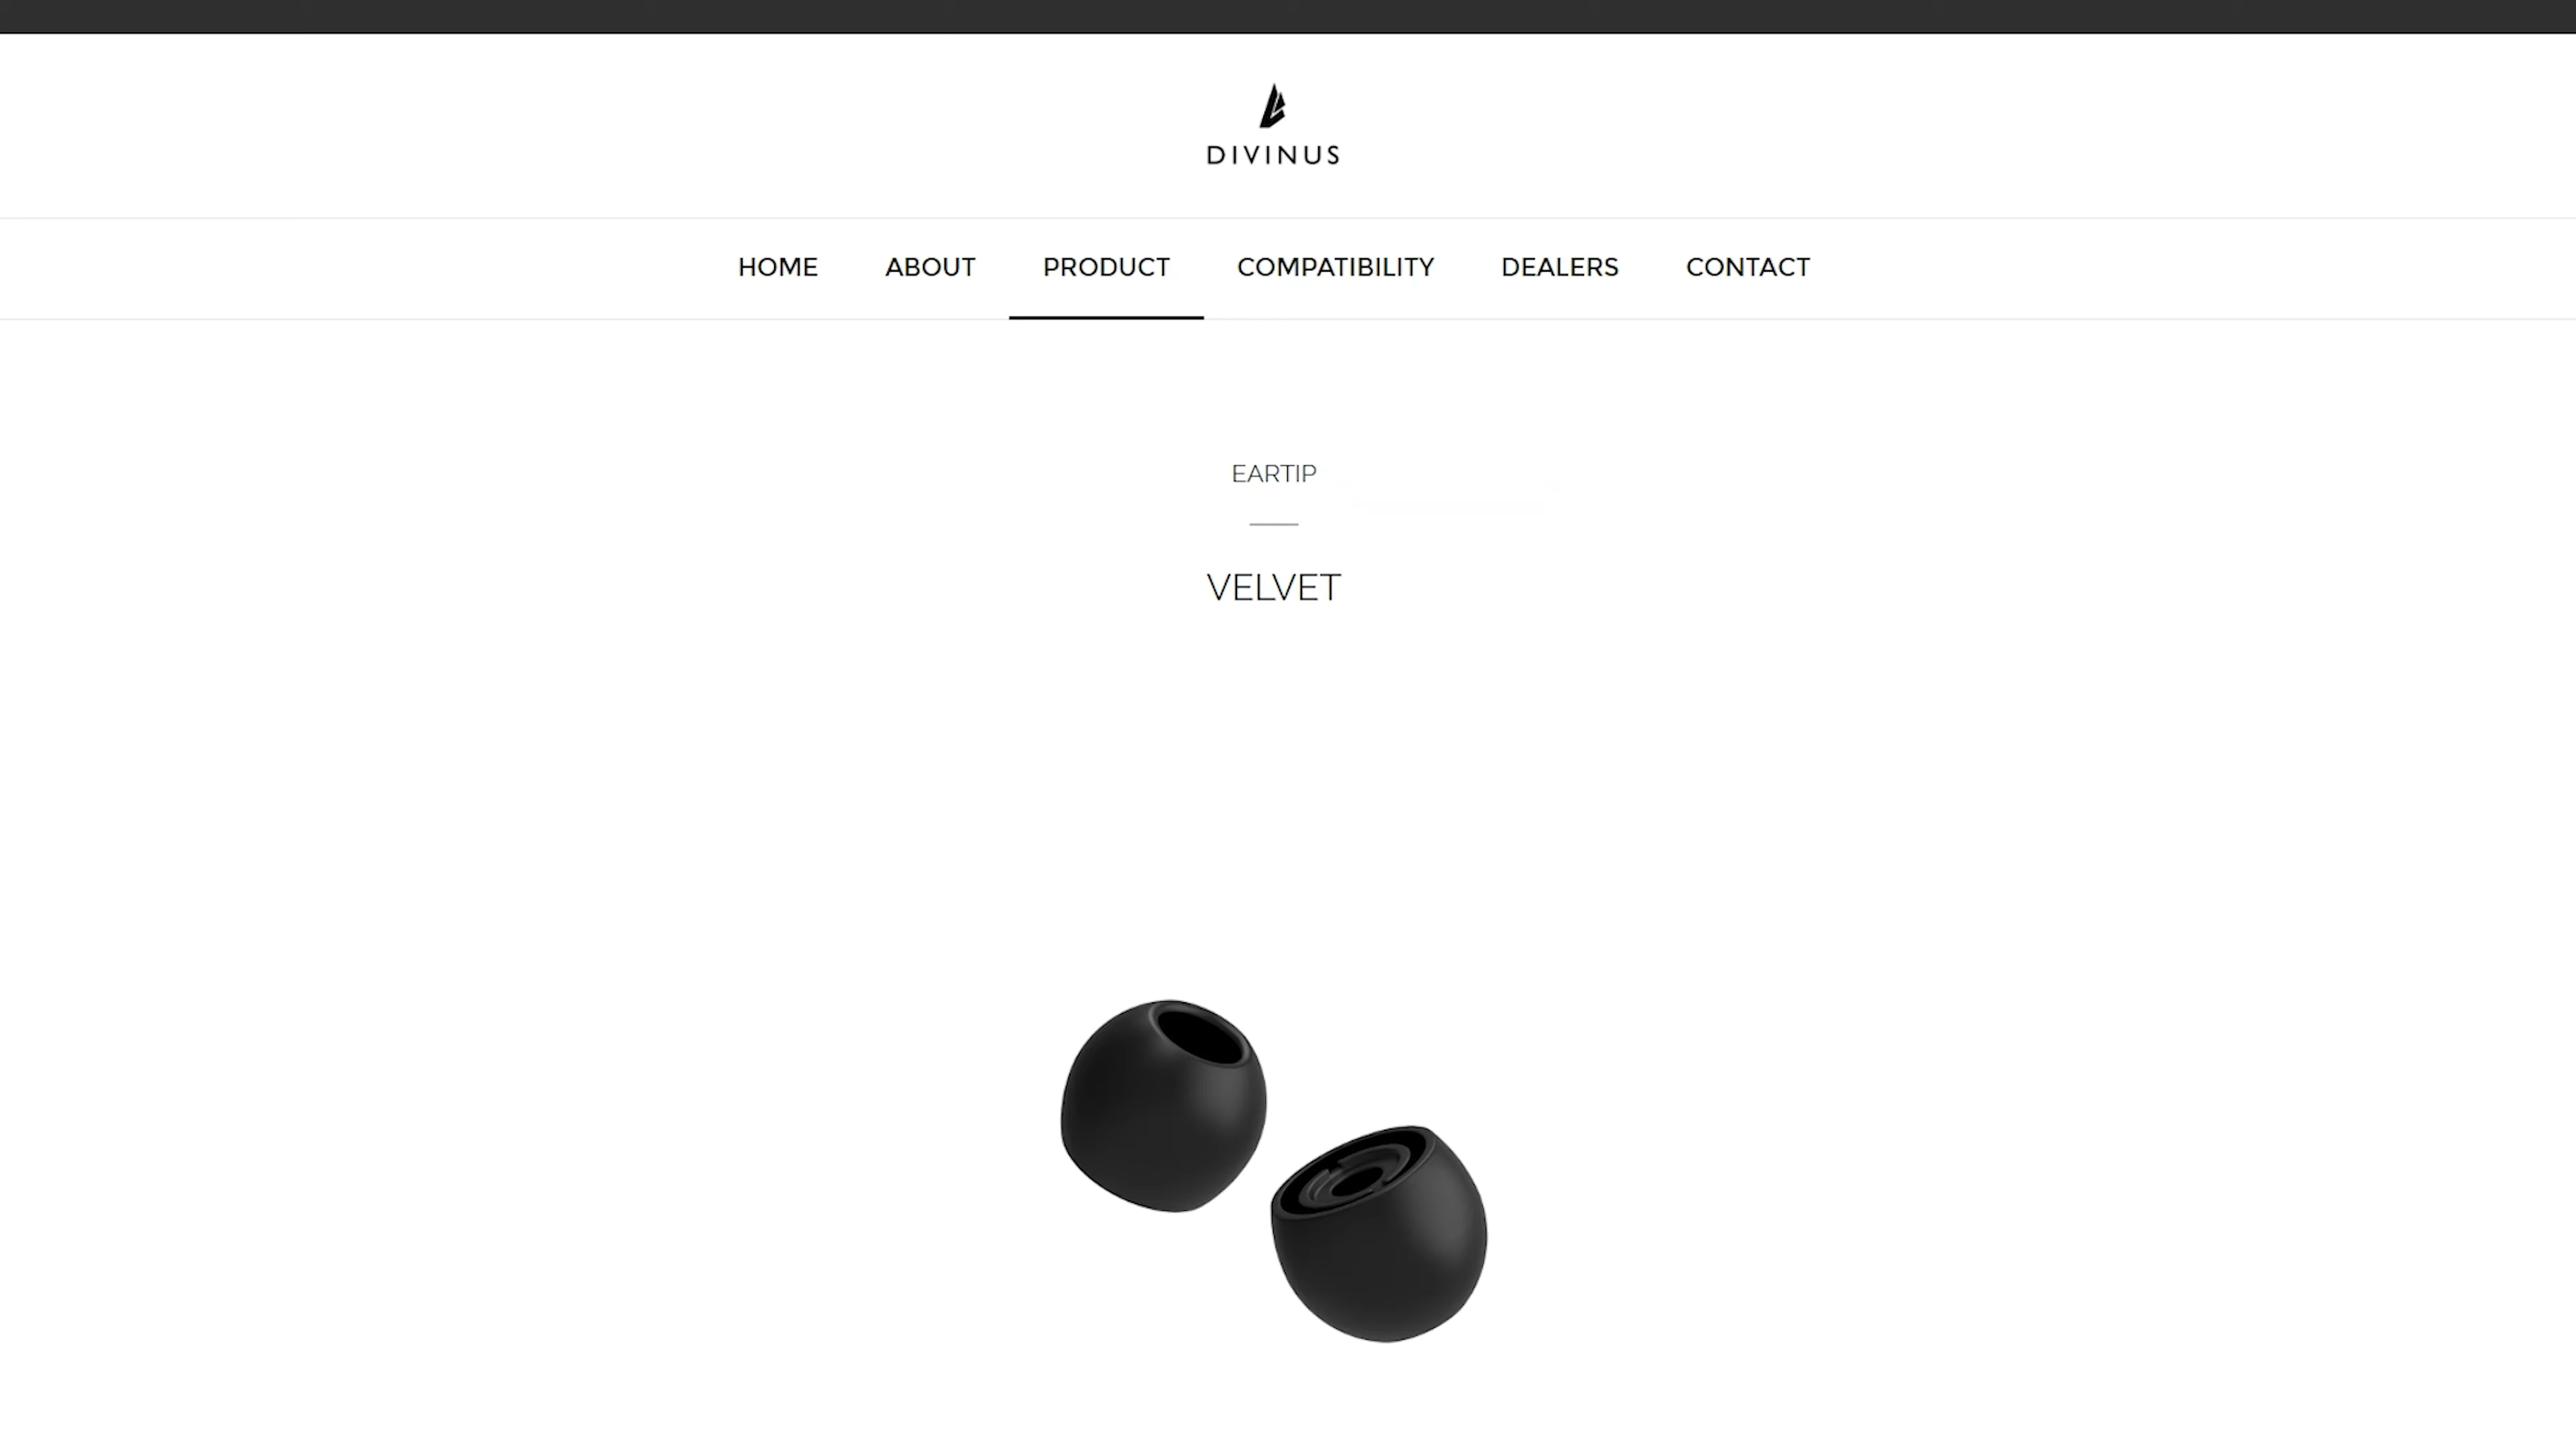 DIVINUS
HOME ABOUT PRODUCT COMPATIBILITY DEALERS CONTACT
EARTIP
VELVET